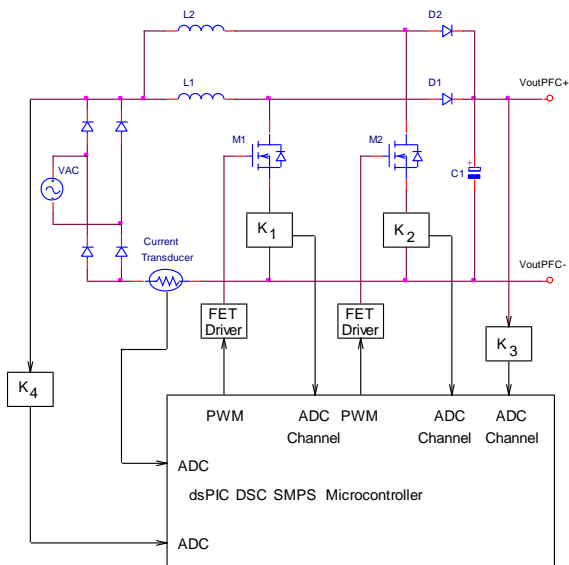 L2
D2
L1
D1
VoutPFC+
M1
M2
VAC
+
C1
K1
K2
Current
Transducer
VoutPFC-
FET
Driver
FET
Driver
K3
K4
PWM
ADC
Channel
PWM
ADC
Channel
ADC
Channel
ADC
dsPIC DSC SMPS Microcontroller
ADC